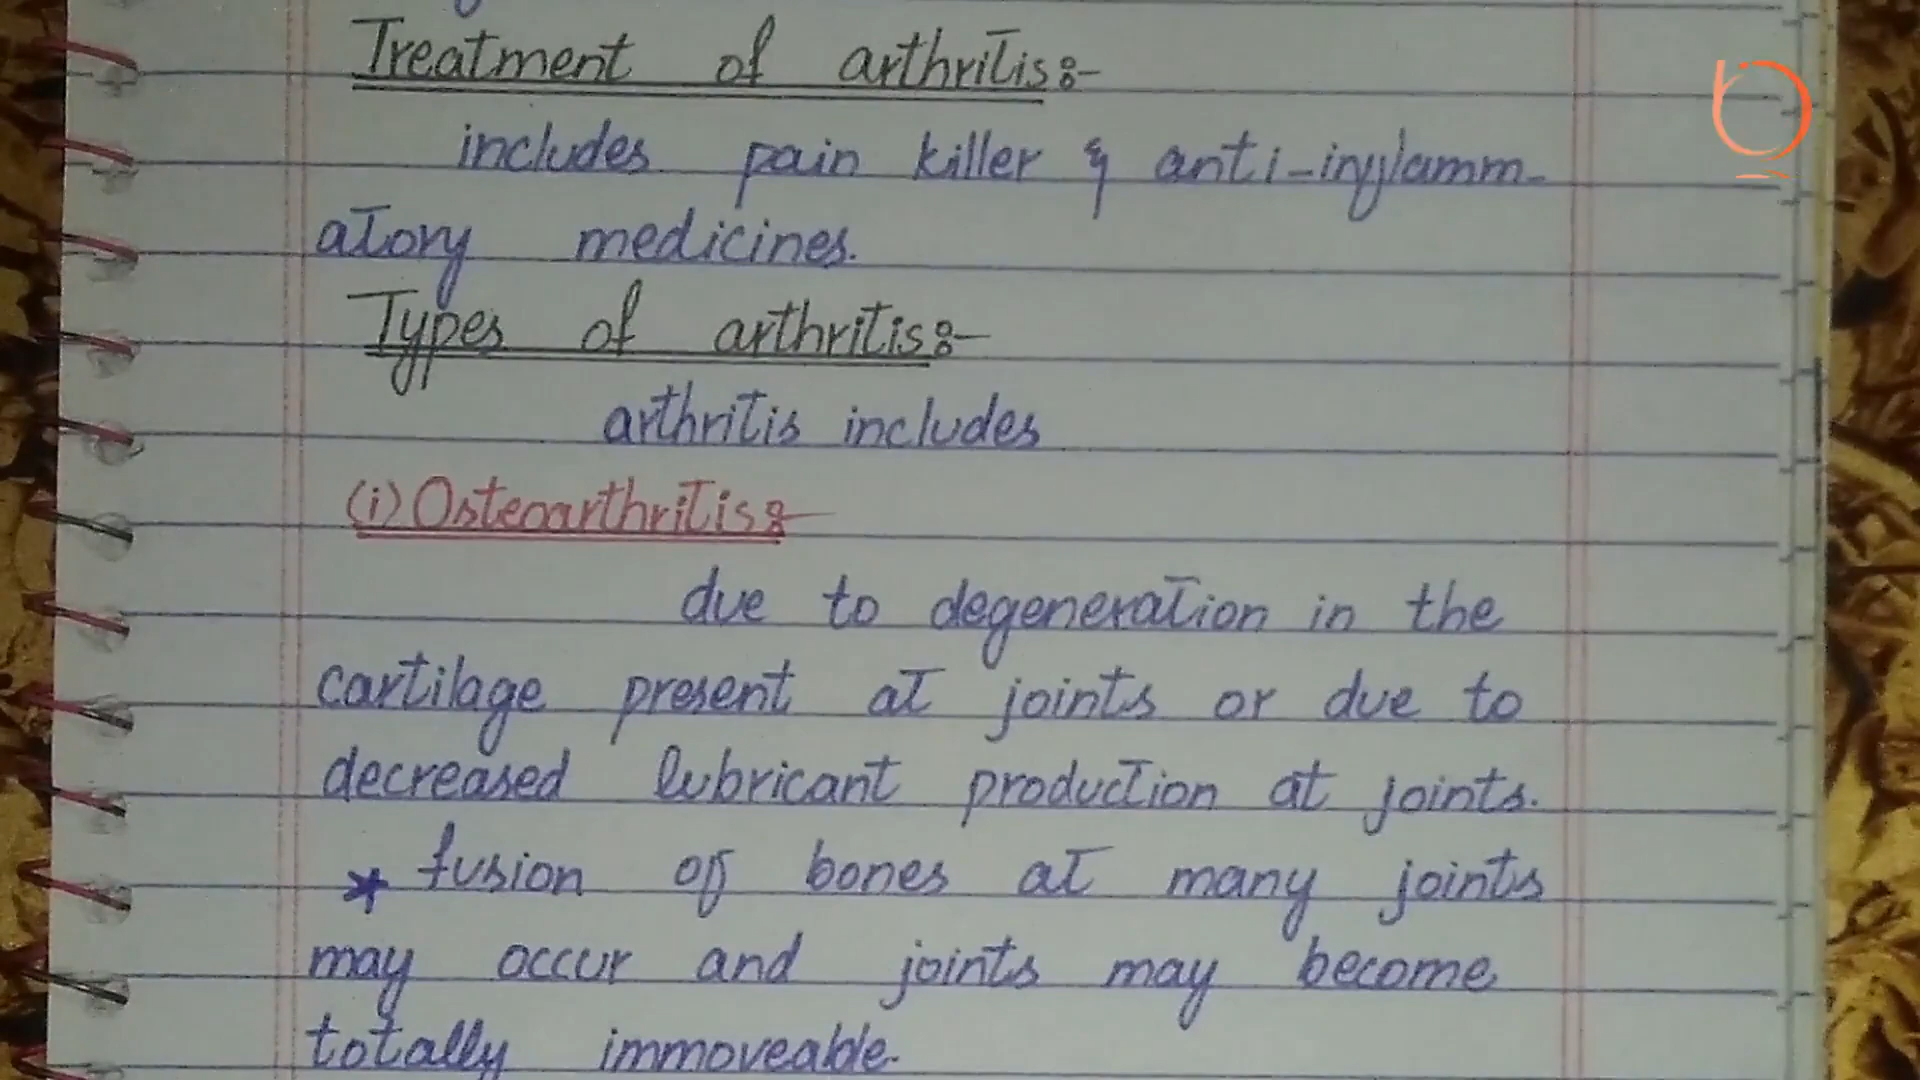 Treatment of arthritis:-
includes pain killer & anti-inflamm-
atory medicines.
Types of arthritis:-
arthritis includes
(i) Osteoarthritis:-
due to degeneration in the
cartilage present at joints or due to
decreased lubricant production at joints.
* fusion of bones at many joints
may occur and joints may become
totally immoveable.